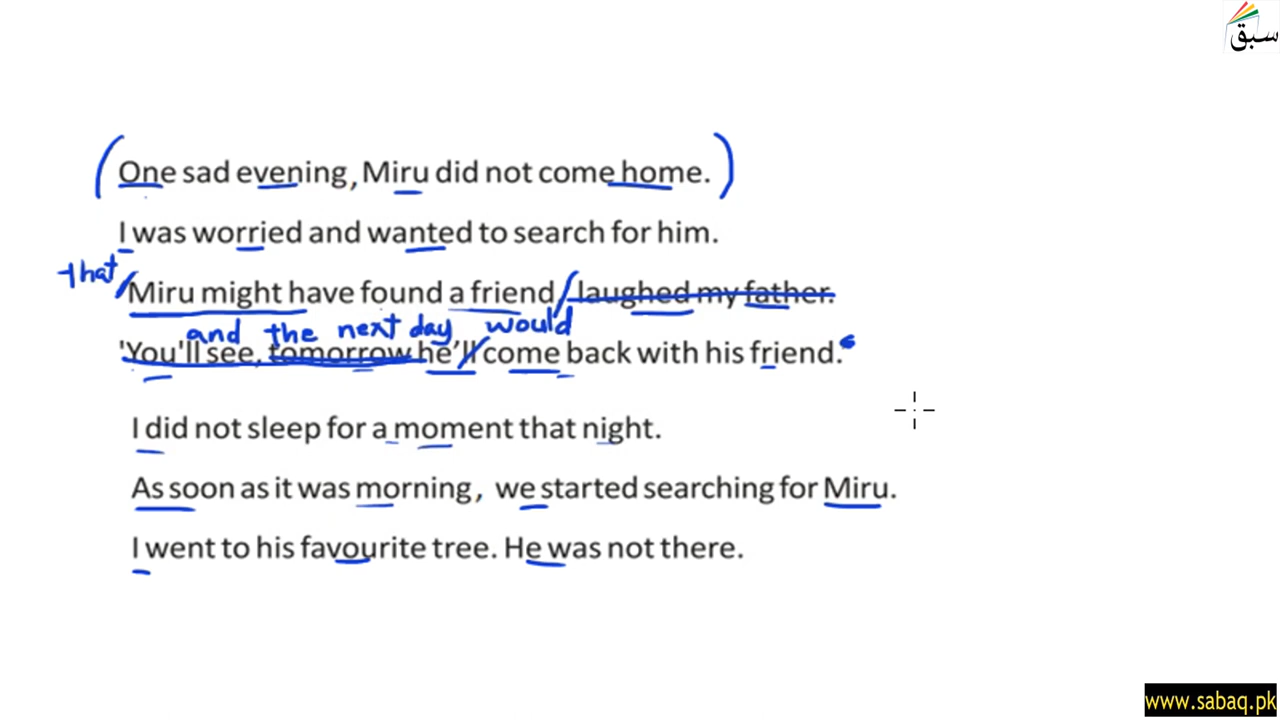 سبق
One sad evening, Miru did not come home.
I was worried and wanted to search for him.
that
Miru might have found a friend laughed my father.
and the next day would
'You'll see, tomorrow he'll come back with his friend.
I did not sleep for a moment that night.
As soon as it was morning, we started searching for Miru.
I went to his favourite tree. He was not there.
www.sabaq.pk